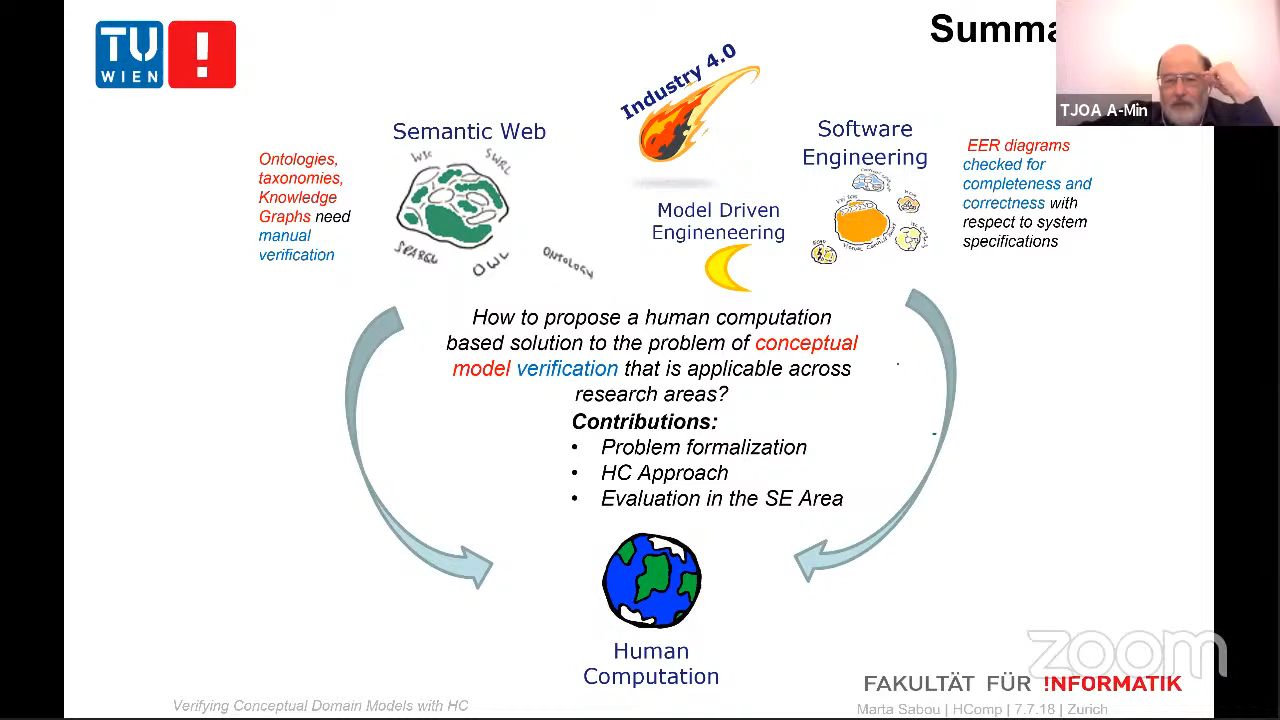 TU
WIEN
Summa
TJOA A-Min
Industry 4.0
Semantic Web
W3C
SWRL
SPARQL
OWL
ONTOLOGY
Ontologies,
taxonomies,
Knowledge
Graphs need
manual
verification
Model Driven
Engineneering
Software
Engineering
EER diagrams
checked for
completeness and
correctness with
respect to system
specifications
How to propose a human computation
based solution to the problem of conceptual
model verification that is applicable across
research areas?
Contributions:
• Problem formalization
• HC Approach
• Evaluation in the SE Area
Human
Computation
zoom
FAKULTÄT FÜR !NFORMATIK
Verifying Conceptual Domain Models with HC
Marta Sabou | HComp | 7.7.18 | Zurich